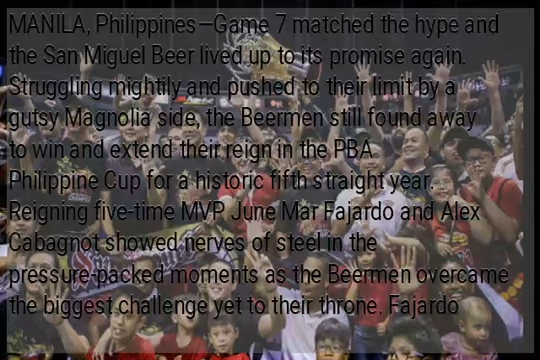 MANILA, Philippines—Game 7 matched the hype and
the San Miguel Beer lived up to its promise again.
Struggling mightily and pushed to their limit by a
gutsy Magnolia side, the Beermen still found away
to win and extend their reign in the PBA
Philippine Cup for a historic fifth straight year.
Reigning five-time MVP June Mar Fajardo and Alex
Cabagnot showed nerves of steel in the
pressure-packed moments as the Beermen overcame
the biggest challenge yet to their throne. Fajardo